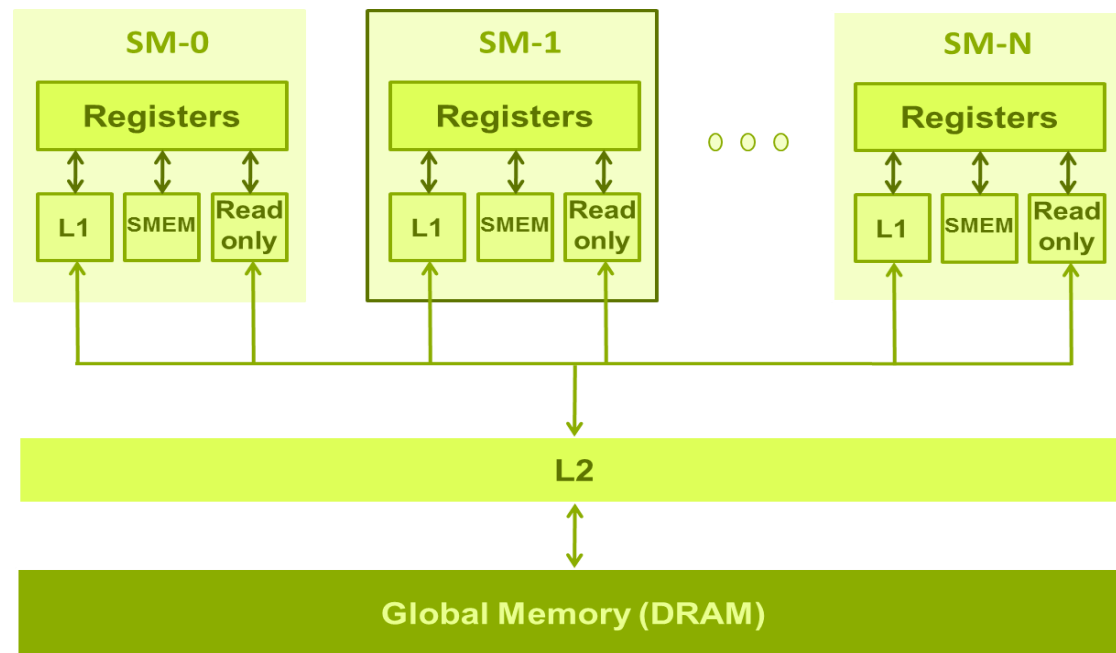 SM-0
Registers
L1
SMEM
Read
only
SM-1
Registers
L1
SMEM
Read
only
SM-N
Registers
L1
SMEM
Read
only
L2
Global Memory (DRAM)